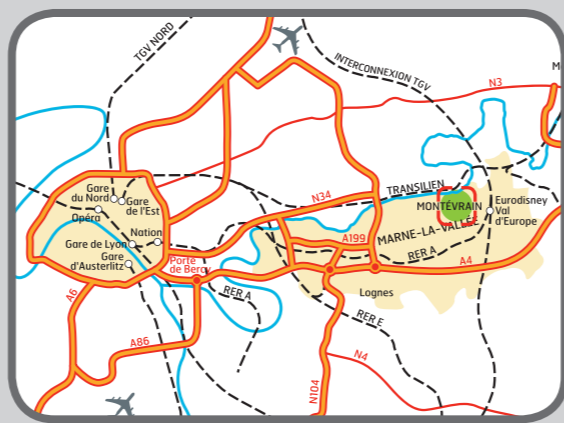 TGV NORD
INTERCONNEXION TGV
N3
Gare
du Nord
Gare
de l'Est
Opéra
N34
TRANSILIEN
MONTÉVRAIN
Eurodisney
Val
d'Europe
Nation
Gare de Lyon
Gare
d'Austerlitz
Porte
de Bercy
A199
MARNE-LA-VALLÉE
RER A
A4
A6
RER A
Lognes
RER E
A86
N4
N104